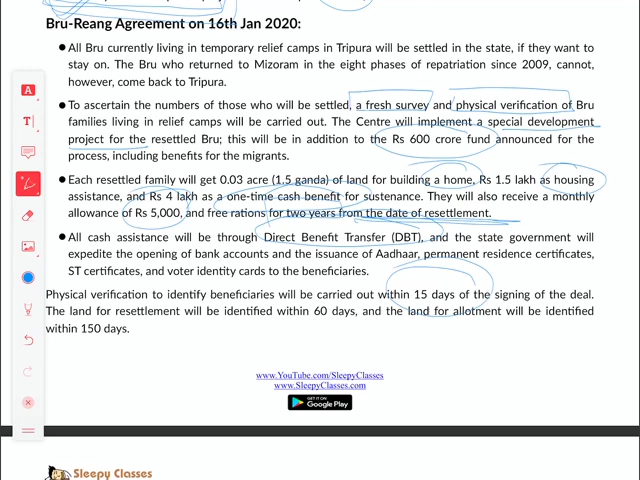 Bru-Reang Agreement on 16th Jan 2020:
● All Bru currently living in temporary relief camps in Tripura will be settled in the state, if they want to
stay on. The Bru who returned to Mizoram in the eight phases of repatriation since 2009, cannot,
however, come back to Tripura.
● To ascertain the numbers of those who will be settled, a fresh survey and physical verification of Bru
families living in relief camps will be carried out. The Centre will implement a special development
project for the resettled Bru; this will be in addition to the Rs 600 crore fund announced for the
process, including benefits for the migrants.
● Each resettled family will get 0.03 acre (1.5 ganda) of land for building a home, Rs 1.5 lakh as housing
assistance, and Rs 4 lakh as a one-time cash benefit for sustenance. They will also receive a monthly
allowance of Rs 5,000, and free rations for two years from the date of resettlement.
● All cash assistance will be through Direct Benefit Transfer (DBT), and the state government will
expedite the opening of bank accounts and the issuance of Aadhaar, permanent residence certificates,
ST certificates, and voter identity cards to the beneficiaries.
Physical verification to identify beneficiaries will be carried out within 15 days of the signing of the deal.
The land for resettlement will be identified within 60 days, and the land for allotment will be identified
within 150 days.
www.YouTube.com/SleepyClasses
www.SleepyClasses.com
GET IT ON
Google Play
Sleepy Classes